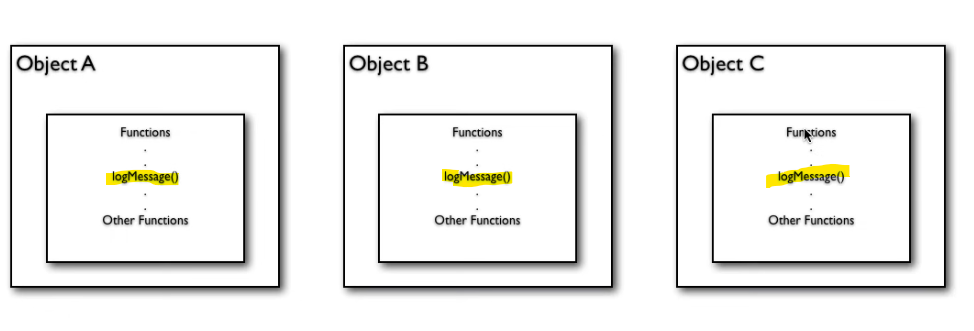 Object A
Functions
.
.
logMessage()
.
.
Other Functions
Object B
Functions
.
.
logMessage()
.
.
Other Functions
Object C
Functions
.
.
logMessage()
.
.
Other Functions